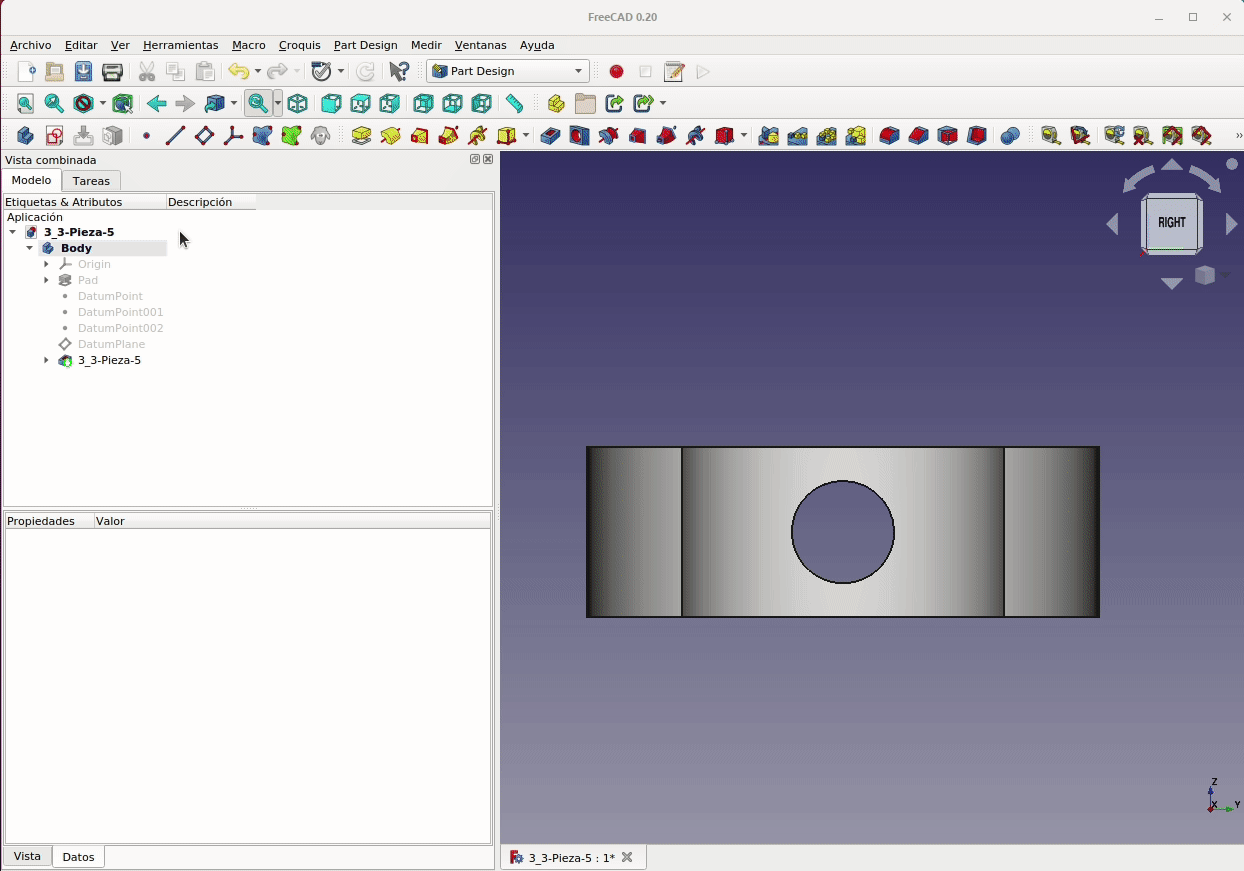 FreeCAD 0.20
Archivo Editar Ver Herramientas Macro Croquis Part Design Medir Ventanas Ayuda
Part Design
Vista combinada
Modelo Tareas
Etiquetas & Atributos Descripción
Aplicación
3_3-Pieza-5
Body
Origin
Pad
DatumPoint
DatumPoint001
DatumPoint002
DatumPlane
3_3-Pieza-5
Propiedades Valor
Vista Datos
RIGHT
Z
X Y
3_3-Pieza-5 : 1*